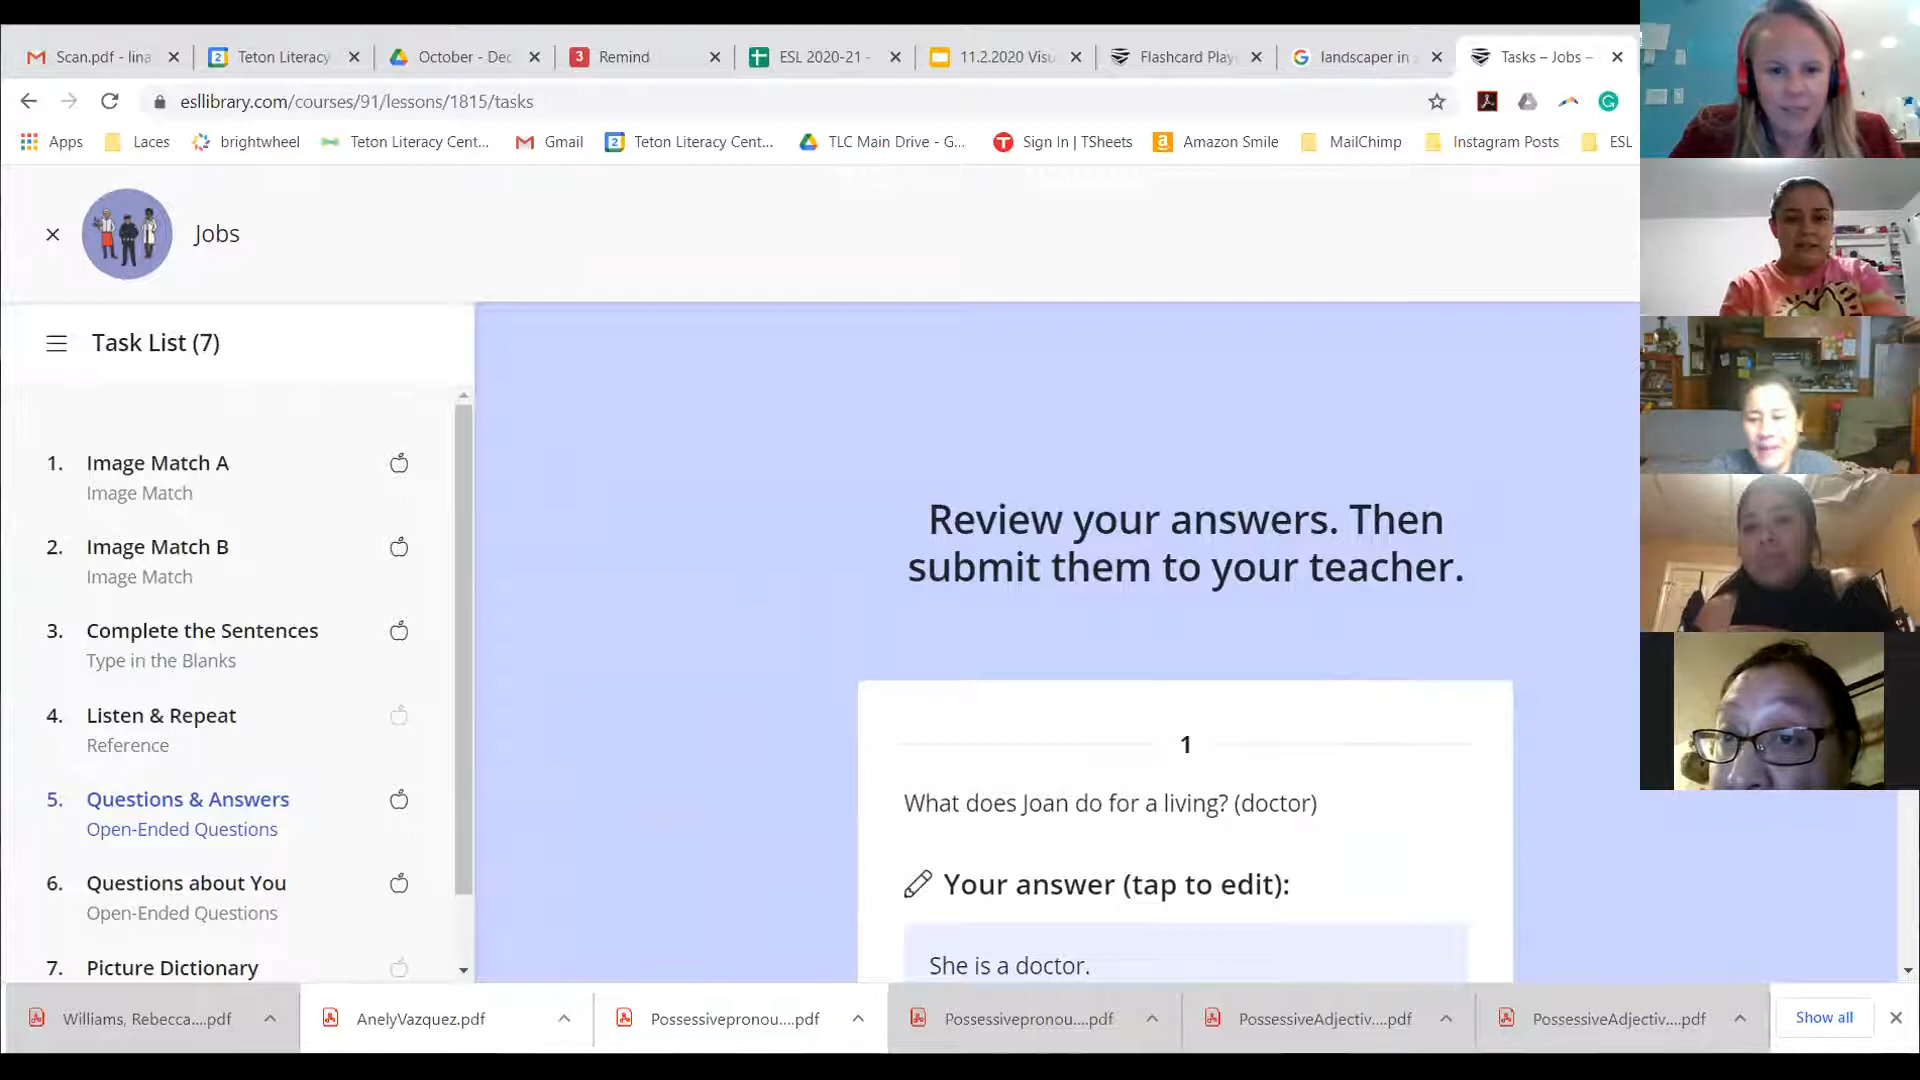 Scan.pdf - lina
Teton Literacy
October - Dec
Remind
ESL 2020-21 -
11.2.2020 Visu
Flashcard Play
landscaper in
Tasks – Jobs –
esllibrary.com/courses/91/lessons/1815/tasks
Apps
Laces
brightwheel
Teton Literacy Cent...
Gmail
Teton Literacy Cent...
TLC Main Drive - G...
Sign In | TSheets
Amazon Smile
MailChimp
Instagram Posts
ESL
Jobs
Task List (7)
1. Image Match A
Image Match
2. Image Match B
Image Match
3. Complete the Sentences
Type in the Blanks
4. Listen & Repeat
Reference
5. Questions & Answers
Open-Ended Questions
6. Questions about You
Open-Ended Questions
7. Picture Dictionary
Review your answers. Then
submit them to your teacher.
1
What does Joan do for a living? (doctor)
Your answer (tap to edit):
She is a doctor.
Williams, Rebecca....pdf
AnelyVazquez.pdf
Possessivepronou....pdf
Possessivepronou....pdf
PossessiveAdjectiv....pdf
PossessiveAdjectiv....pdf
Show all